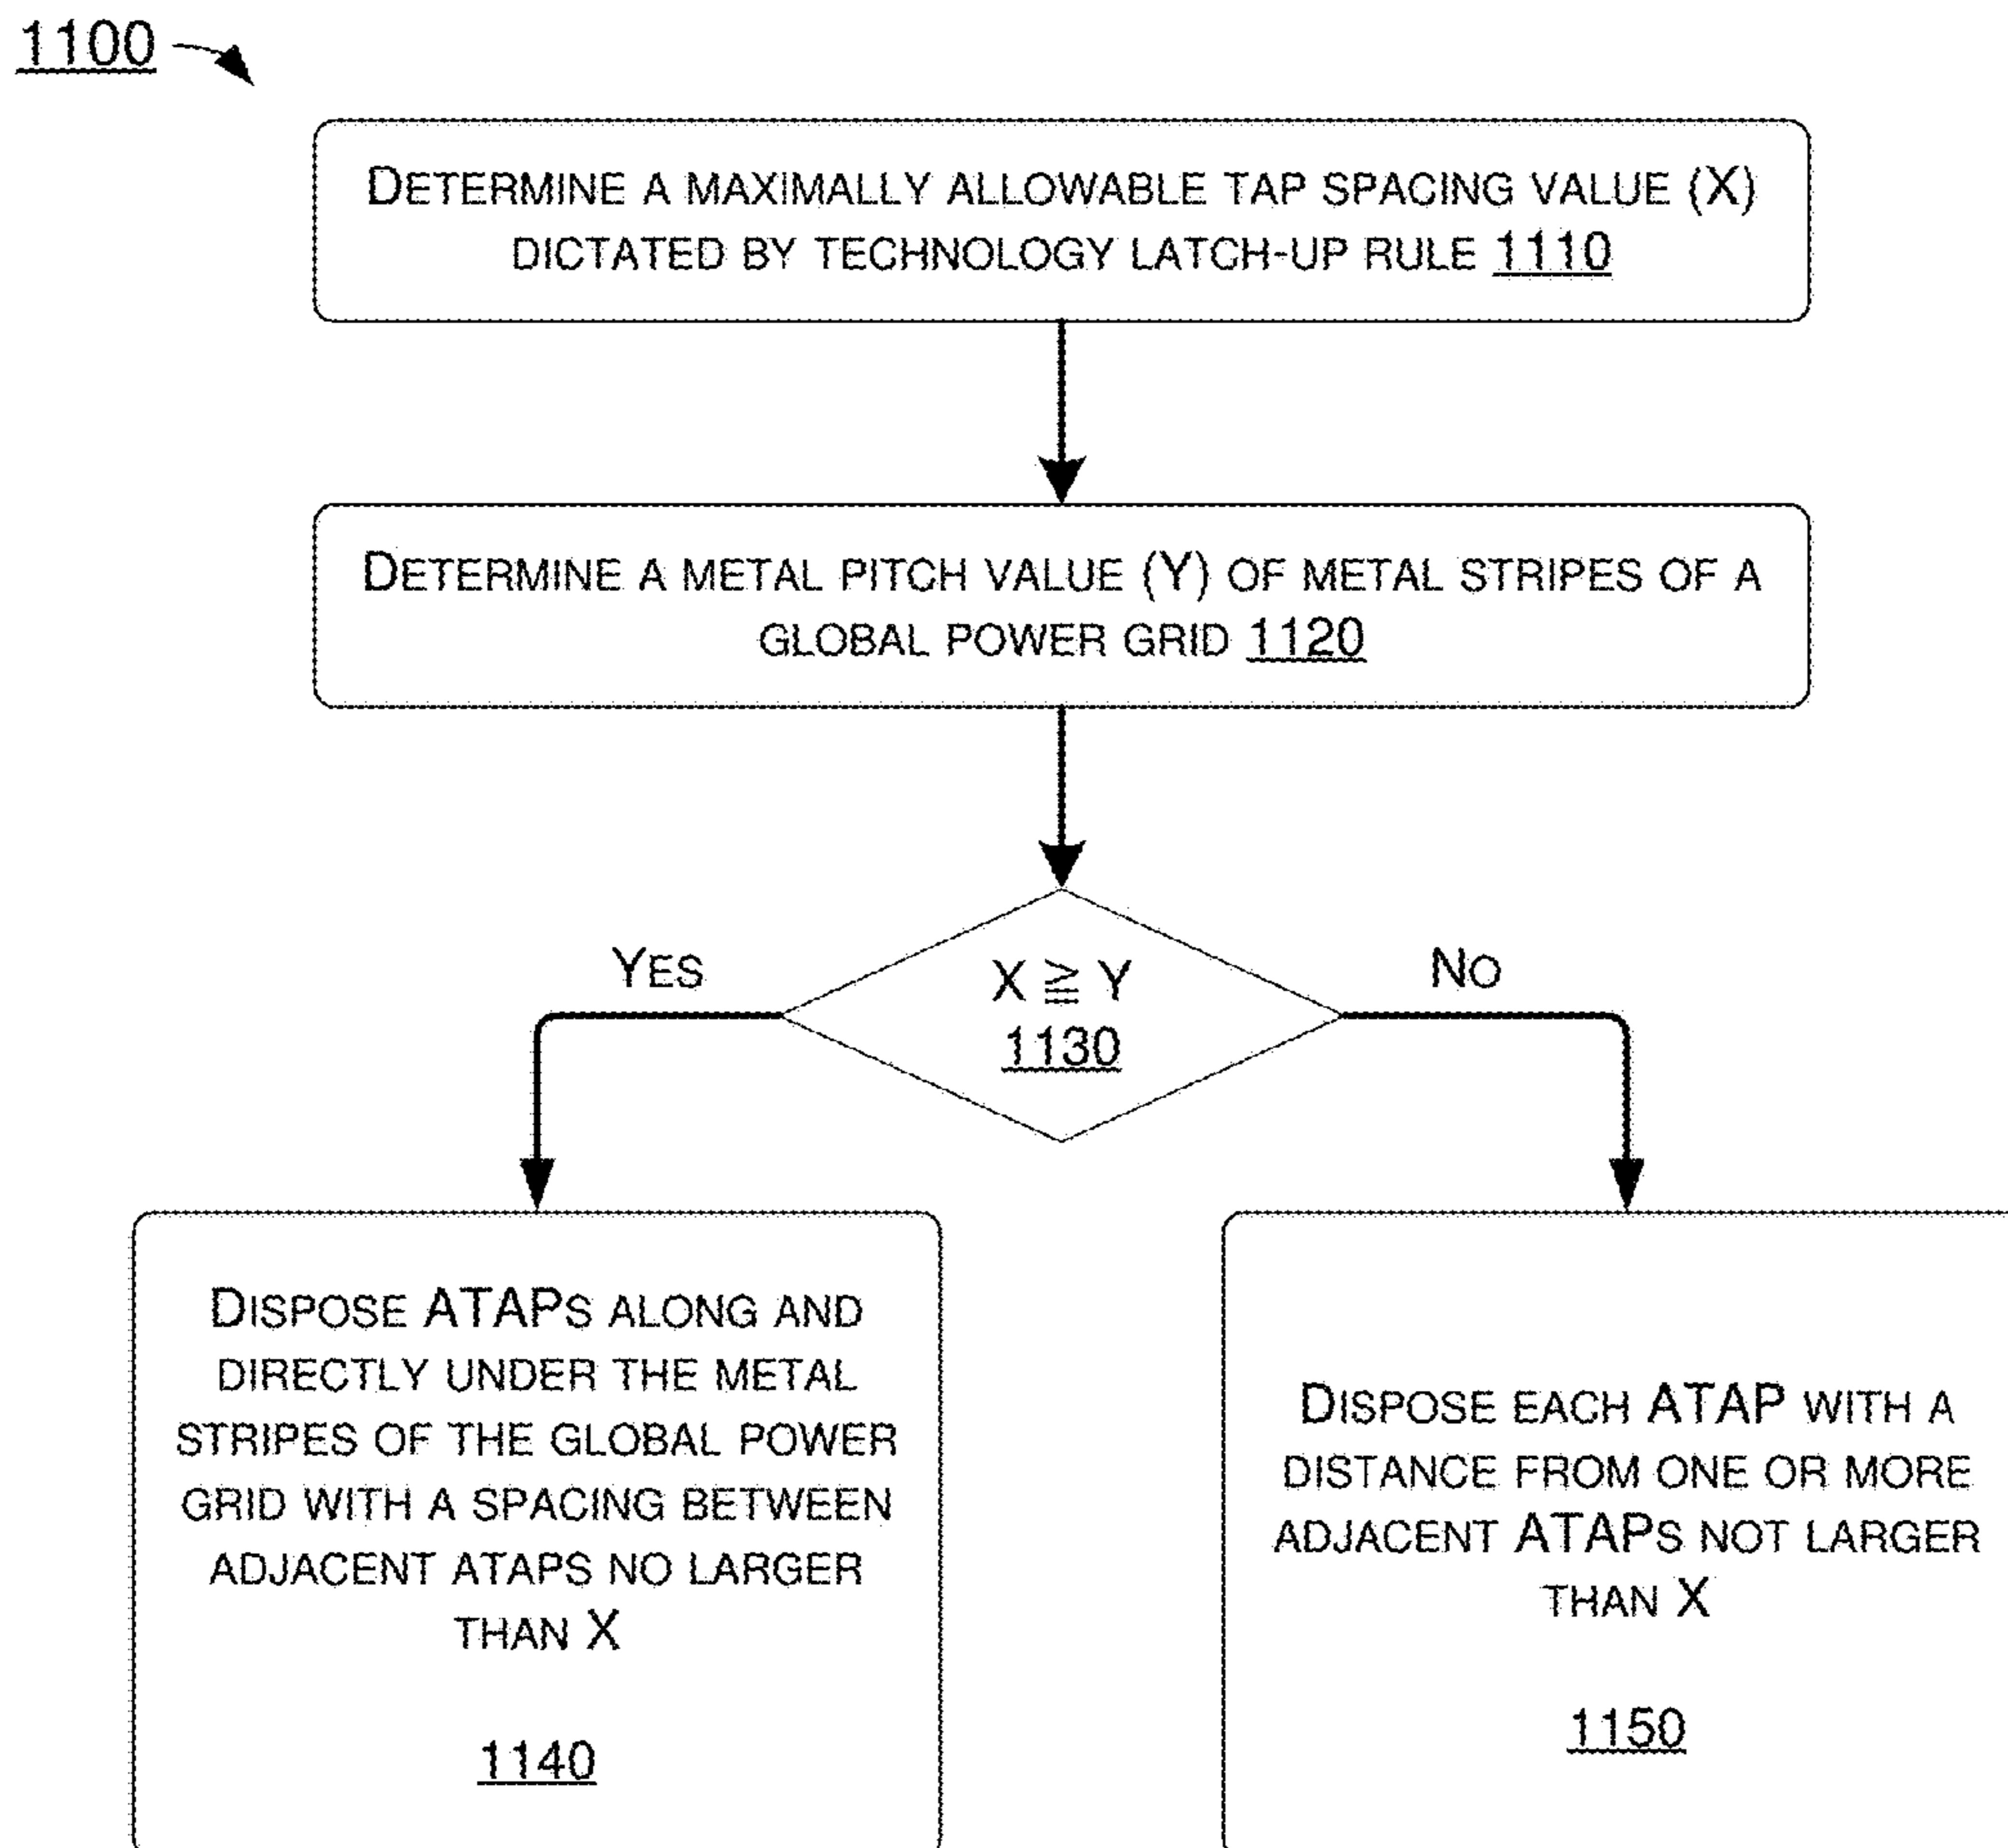 1100
DETERMINE A MAXIMALLY ALLOWABLE TAP SPACING VALUE (X)
DICTATED BY TECHNOLOGY LATCH-UP RULE 1110
DETERMINE A METAL PITCH VALUE (Y) OF METAL STRIPES OF A
GLOBAL POWER GRID 1120
X ≧ Y
1130
YES
NO
DISPOSE ATAPS ALONG AND
DIRECTLY UNDER THE METAL
STRIPES OF THE GLOBAL POWER
GRID WITH A SPACING BETWEEN
ADJACENT ATAPS NO LARGER
THAN X
1140
DISPOSE EACH ATAP WITH A
DISTANCE FROM ONE OR MORE
ADJACENT ATAPS NOT LARGER
THAN X
1150